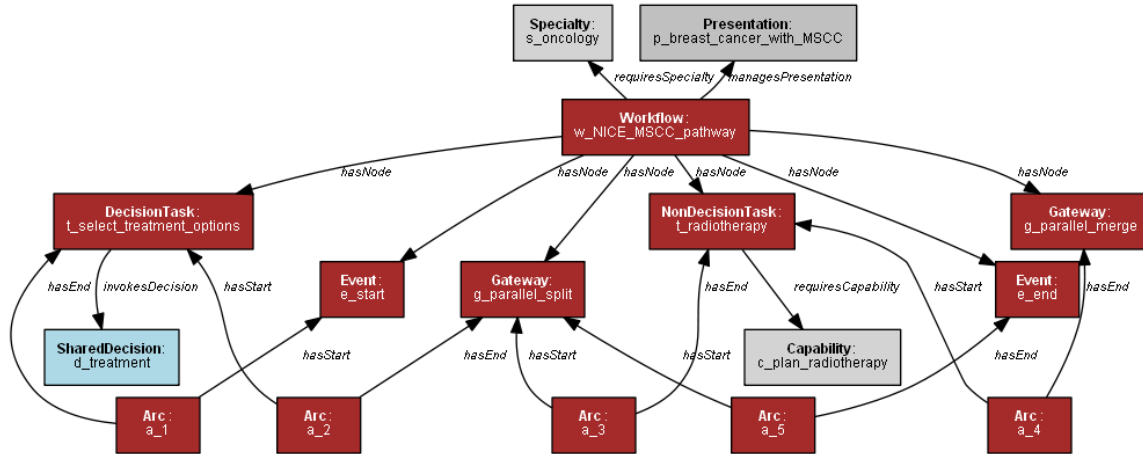 Specialty:
s_oncology
Presentation:
p_breast_cancer_with_MSCC
requiresSpecialty
managesPresentation
Workflow:
w_NICE_MSCC_pathway
hasNode
hasNode
hasNode
hasNode
hasNode
hasNode
DecisionTask:
t_select_treatment_options
NonDecisionTask:
t_radiotherapy
Gateway:
g_parallel_merge
Event:
e_start
Gateway:
g_parallel_split
Event:
e_end
hasEnd
invokesDecision
hasStart
hasEnd
requiresCapability
hasStart
hasEnd
SharedDecision:
d_treatment
hasStart
hasEnd
hasStart
hasStart
Capability:
c_plan_radiotherapy
hasEnd
Arc:
a_1
Arc:
a_2
Arc:
a_3
Arc:
a_5
Arc:
a_4